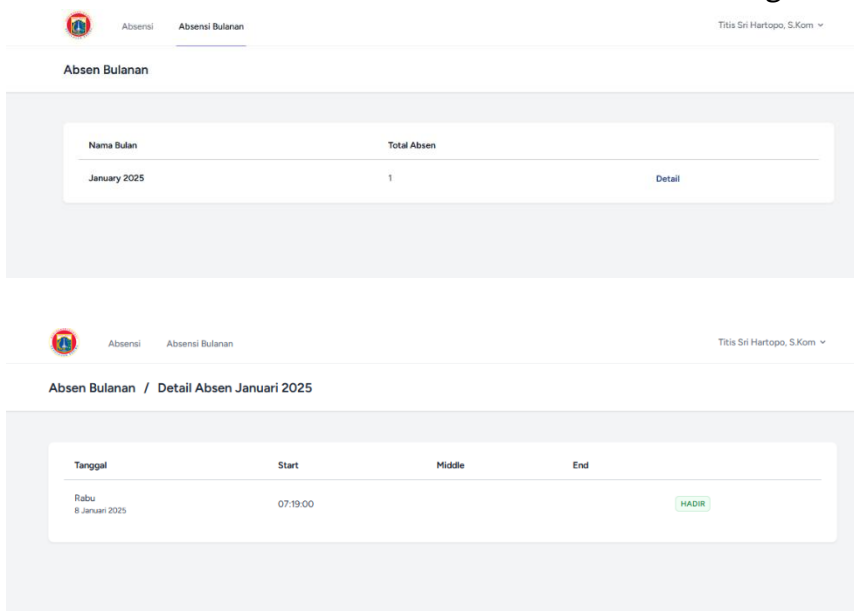 Absensi Absensi Bulanan Titis Sri Hartopo, S.Kom
Absen Bulanan
Nama Bulan Total Absen
January 2025 1 Detail
Absensi Absensi Bulanan Titis Sri Hartopo, S.Kom
Absen Bulanan / Detail Absen Januari 2025
Tanggal Start Middle End
Rabu
8 Januari 2025 07:19:00 HADIR